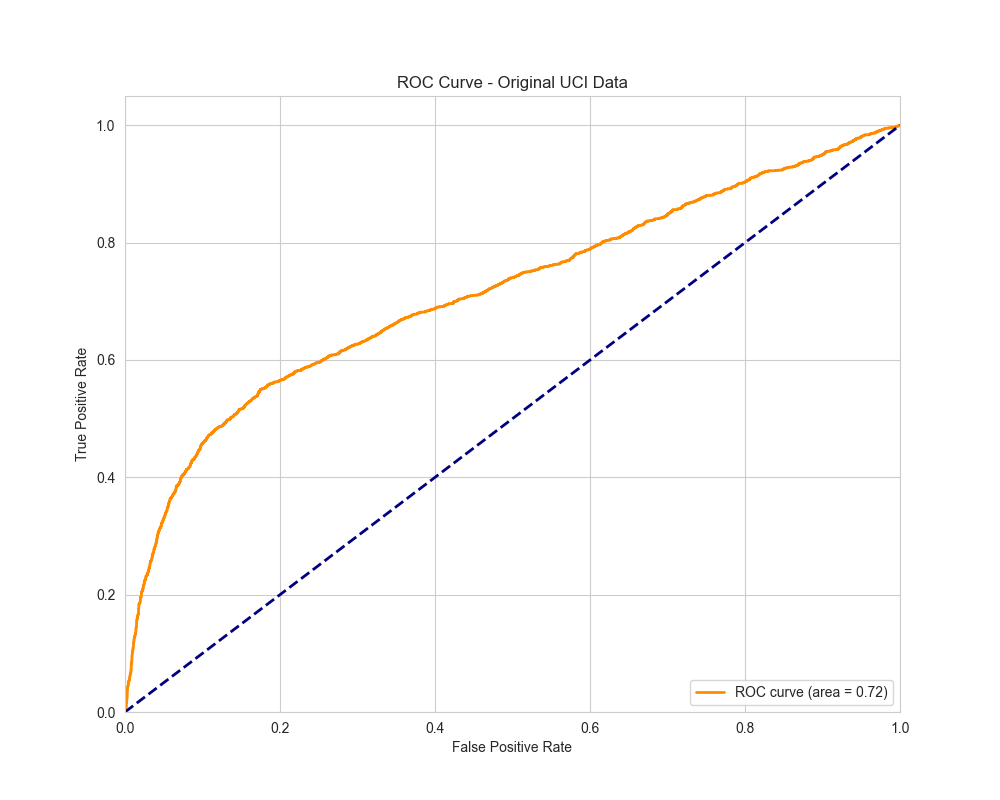 ROC Curve - Original UCI Data
True Positive Rate
1.0
0.8
0.6
0.4
0.2
0.0
0.0 0.2 0.4 0.6 0.8 1.0
False Positive Rate
ROC curve (area = 0.72)